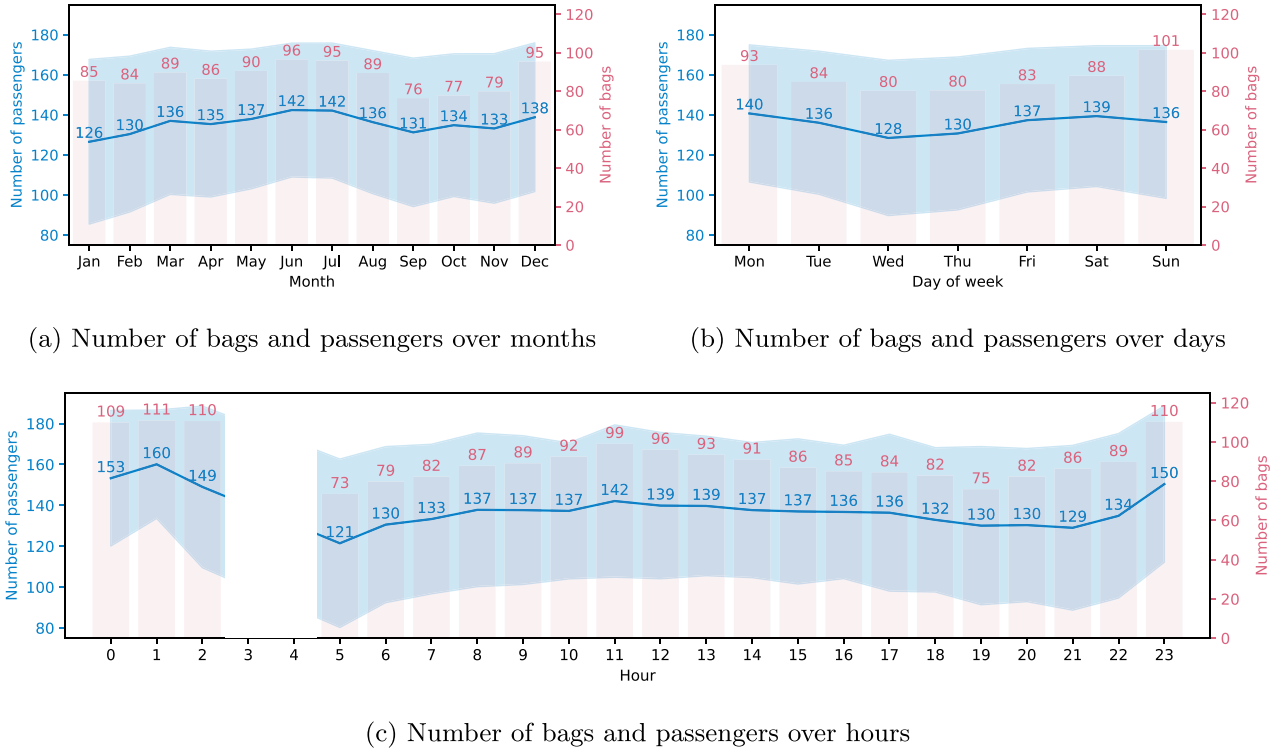 180
160
140
120
100
80
Number of passengers
85 84 89 86 90 96 95 89 76 77 79 95
126 130 136 135 137 142 142 136 131 134 133 138
120
100
80
60
40
20
0
Number of bags
Jan Feb Mar Apr May Jun Jul Aug Sep Oct Nov Dec
Month
(a) Number of bags and passengers over months
180
160
140
120
100
80
Number of passengers
93 84 80 80 83 88 101
140 136 128 130 137 139 136
120
100
80
60
40
20
0
Number of bags
Mon Tue Wed Thu Fri Sat Sun
Day of week
(b) Number of bags and passengers over days
180
160
140
120
100
80
Number of passengers
109 111 110 73 79 82 87 89 92 99 96 93 91 86 85 84 82 75 82 86 89 110
153 160 149 121 130 133 137 137 137 142 139 139 137 137 136 136 132 130 130 129 134 150
120
100
80
60
40
20
0
Number of bags
0 1 2 3 4 5 6 7 8 9 10 11 12 13 14 15 16 17 18 19 20 21 22 23
Hour
(c) Number of bags and passengers over hours